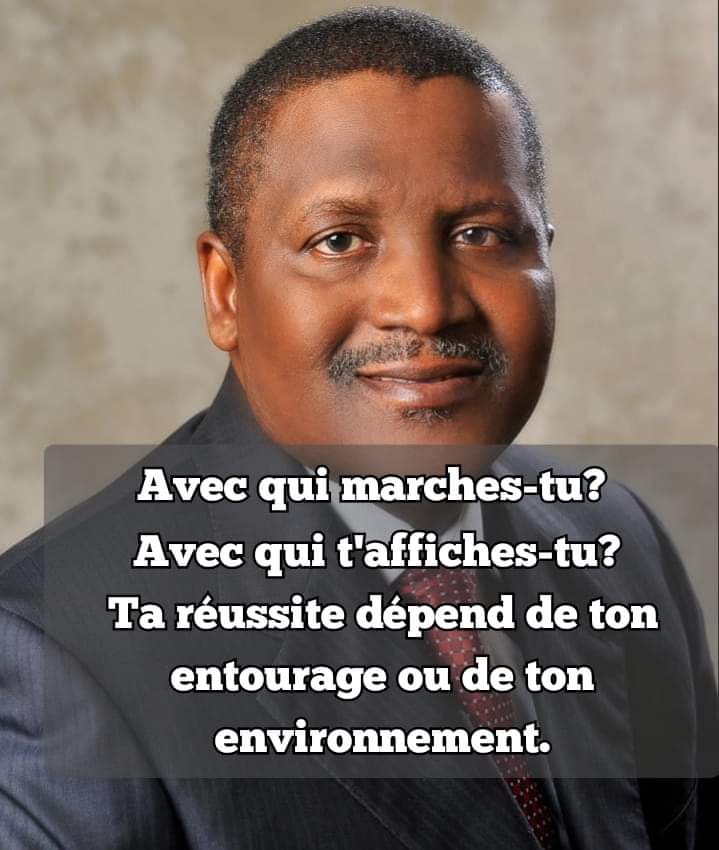 Avec qui marches-tu?
Avec qui t'affiches-tu?
Ta réussite dépend de ton
entourage ou de ton
environnement.